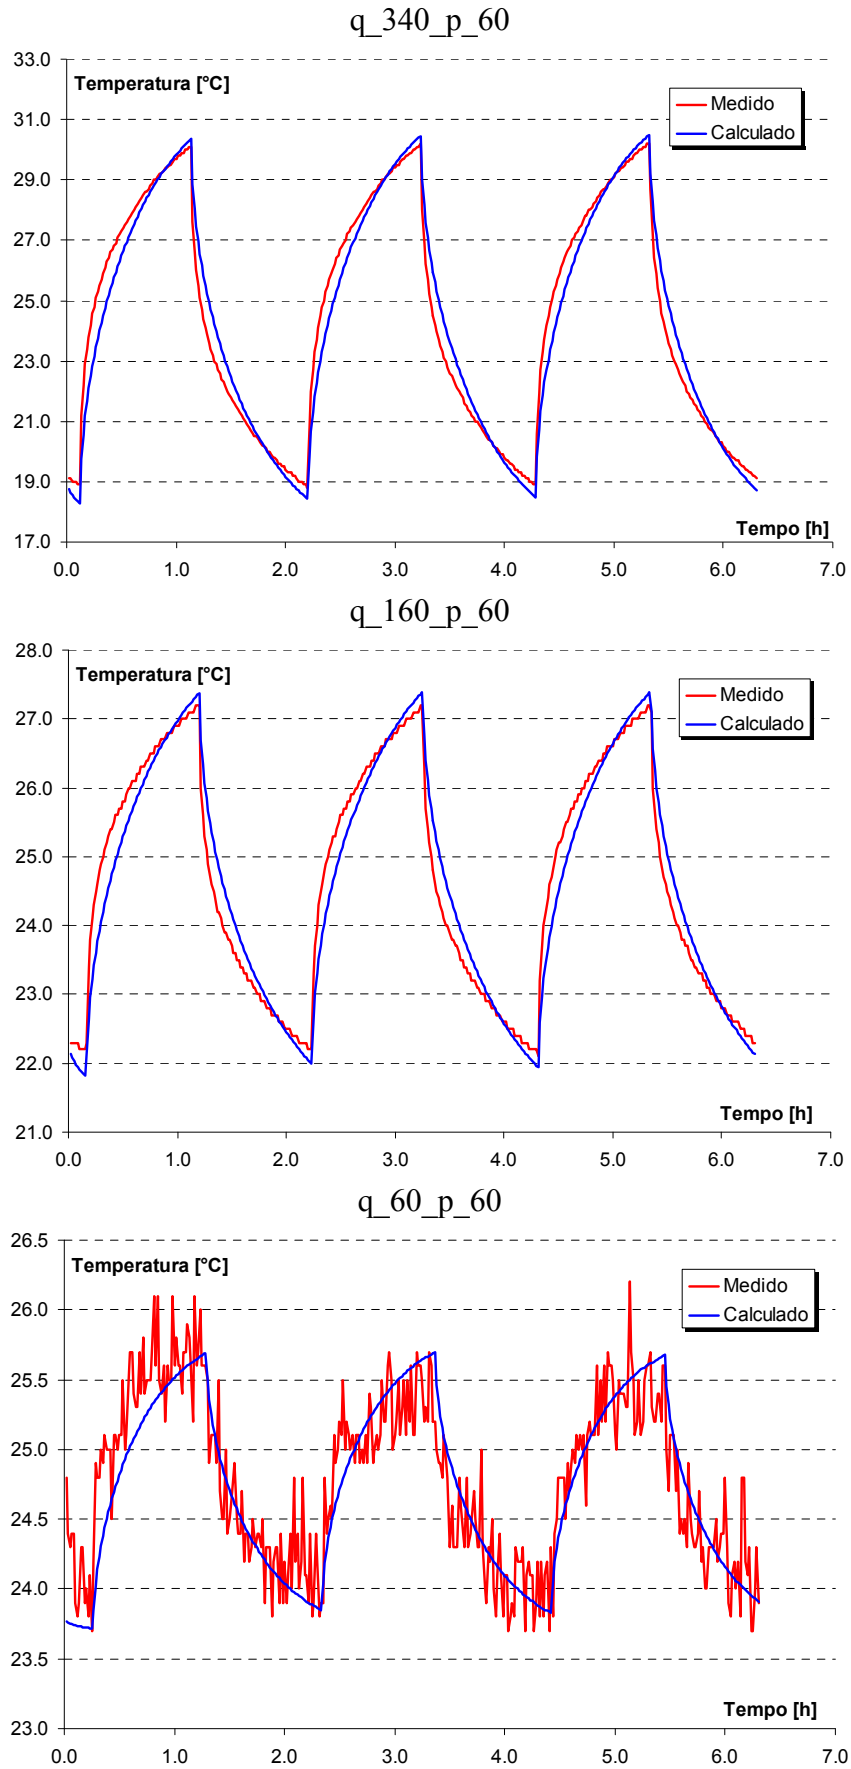 q_340_p_60
33.0
Temperatura [°C]
Medido
Calculado
31.0
29.0
27.0
25.0
23.0
21.0
19.0
17.0
Tempo [h]
0.0 1.0 2.0 3.0 4.0 5.0 6.0 7.0
q_160_p_60
28.0
Temperatura [°C]
Medido
Calculado
27.0
26.0
25.0
24.0
23.0
22.0
21.0
Tempo [h]
0.0 1.0 2.0 3.0 4.0 5.0 6.0 7.0
q_60_p_60
26.5
Temperatura [°C]
Medido
Calculado
26.0
25.5
25.0
24.5
24.0
23.5
23.0
Tempo [h]
0.0 1.0 2.0 3.0 4.0 5.0 6.0 7.0